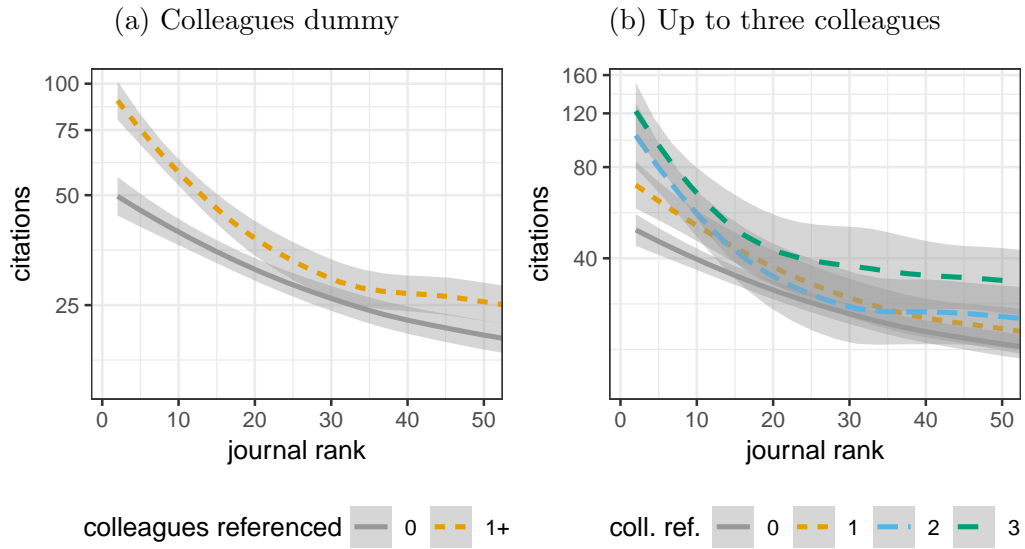 (a) Colleagues dummy
100
75
50
25
citations
0 10 20 30 40 50
journal rank
colleagues referenced 0 1+
(b) Up to three colleagues
160
120
80
40
citations
0 10 20 30 40 50
journal rank
coll. ref. 0 1 2 3